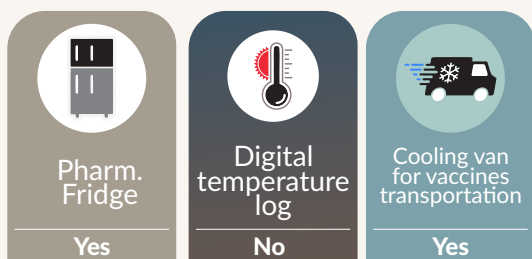 Pharm.
Fridge
Yes
Digital
temperature
log
No
Cooling van
for vaccines
transportation
Yes